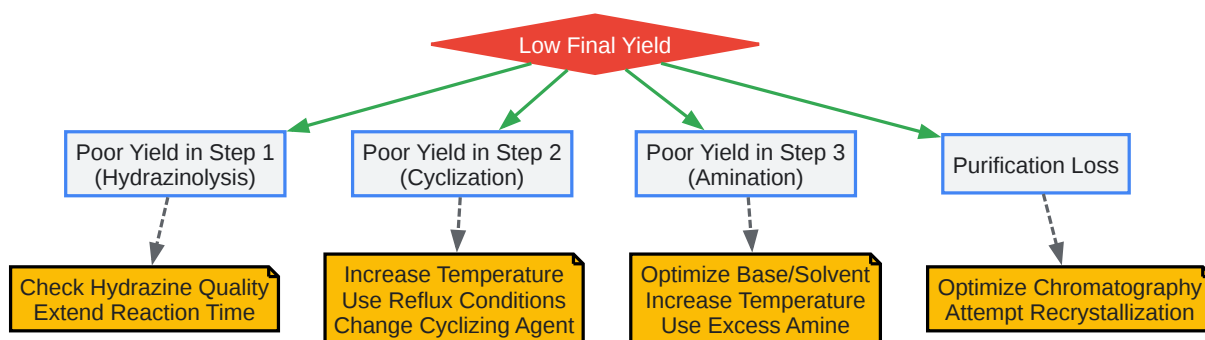 Low Final Yield
Poor Yield in Step 1
(Hydrazinolysis)
Poor Yield in Step 2
(Cyclization)
Poor Yield in Step 3
(Amination)
Purification Loss
Check Hydrazine Quality
Extend Reaction Time
Increase Temperature
Use Reflux Conditions
Change Cyclizing Agent
Optimize Base/Solvent
Increase Temperature
Use Excess Amine
Optimize Chromatography
Attempt Recrystallization